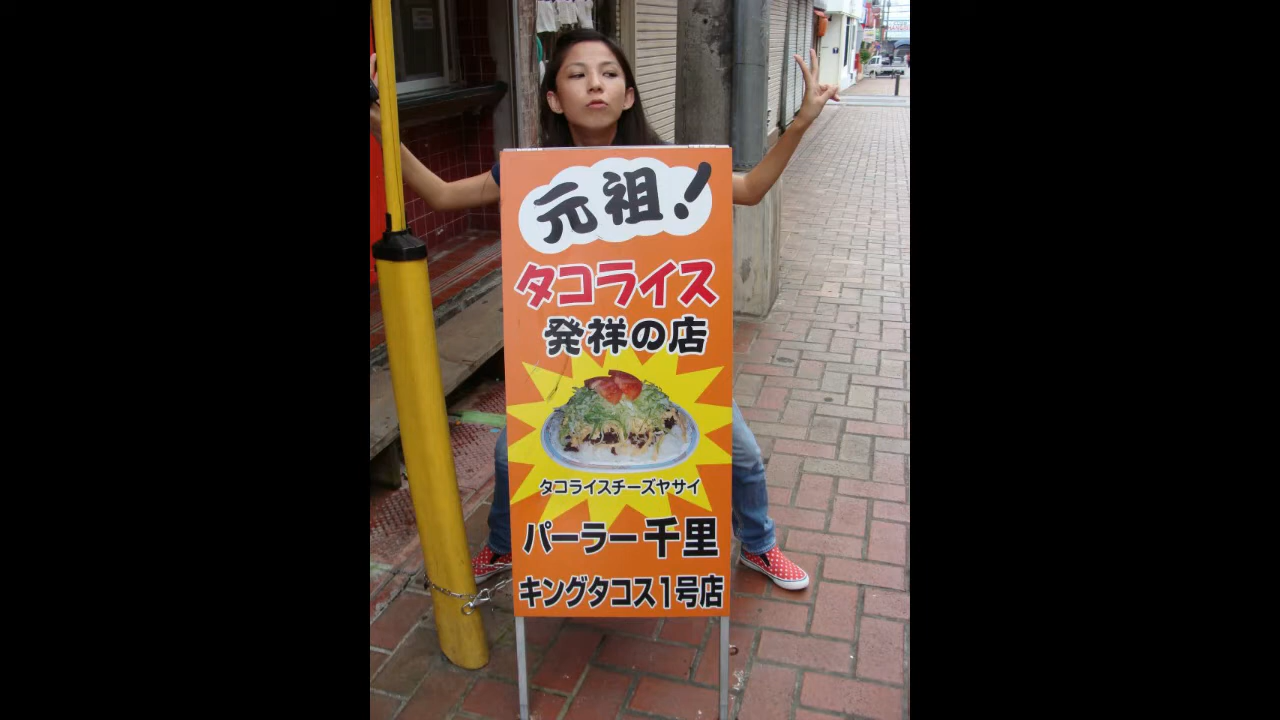 元祖!
タコライス
発祥の店
タコライスチーズヤサイ
パーラー千里
キングタコス1号店